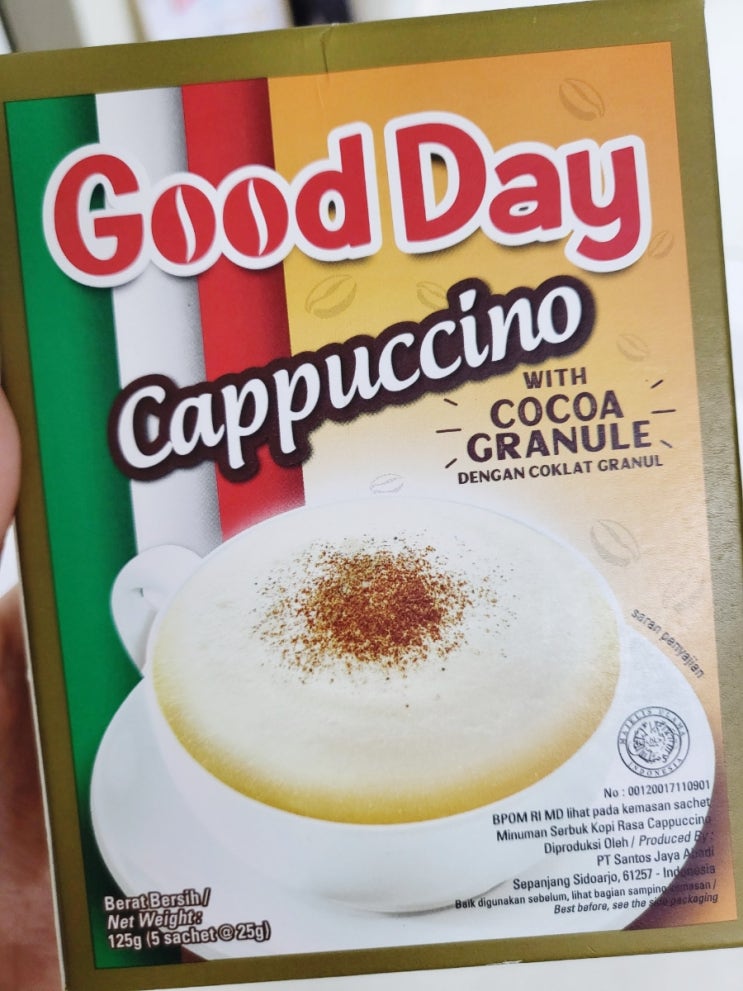 Good Day
Cappuccino
WITH
COCOA
GRANULE
DENGAN COKLAT GRANUL
saran penyajian
MAJELIS ULAMA
INDONESIA
No : 00120017110901
BPOM RI MD lihat pada kemasan sachet
Minuman Serbuk Kopi Rasa Cappuccino
Diproduksi Oleh / Produced By :
PT Santos Jaya Abadi
Sepanjang Sidoarjo, 61257 - Indonesia
Baik digunakan sebelum, lihat bagian samping kemasan /
Best before, see the side packaging
Berat Bersih /
Net Weight :
125g (5 sachet @ 25g)